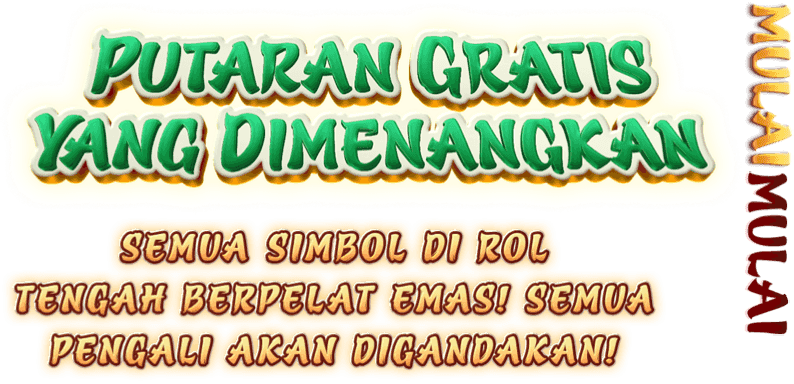 PUTARAN GRATIS
YANG DIMENANGKAN
SEMUA SIMBOL DI ROL
TENGAH BERPELAT EMAS! SEMUA
PENGALI AKAN DIGANDAKAN!
MULAI
MULAI